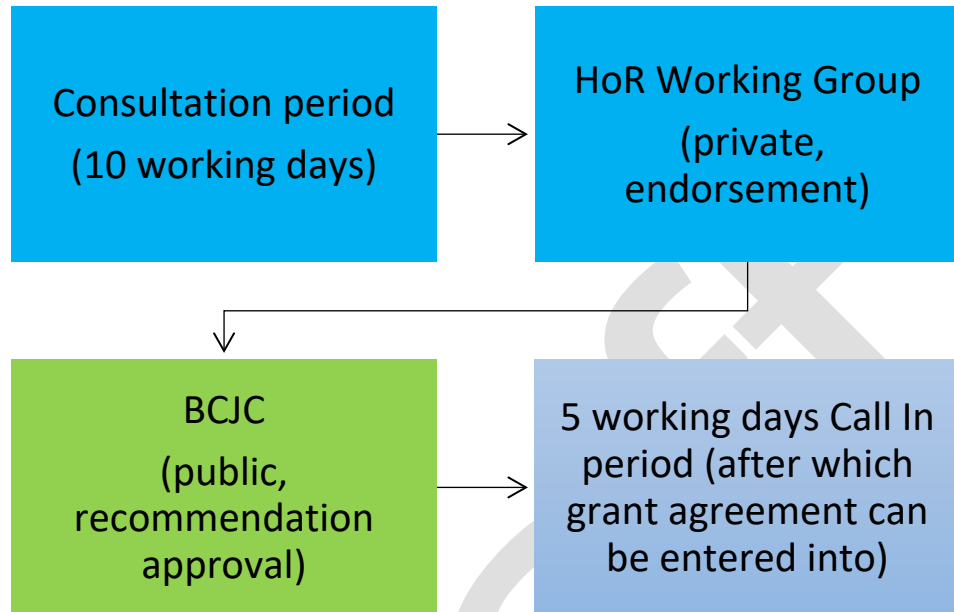 Consultation period
(10 working days)
HoR Working Group
(private,
endorsement)
BCJC
(public,
recommendation
approval)
5 working days Call In
period (after which
grant agreement can
be entered into)